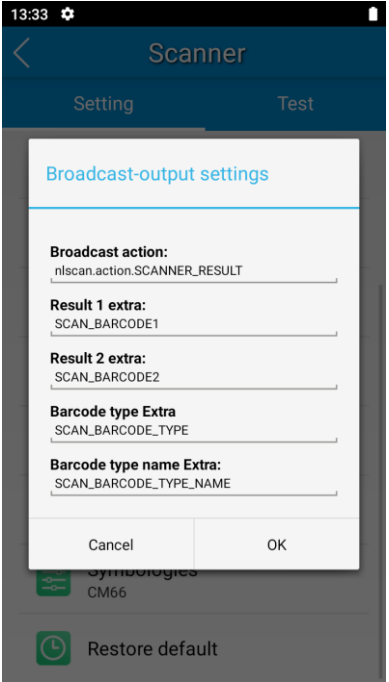 13:33
Scanner
Setting Test
Broadcast-output settings
Broadcast action:
nlscan.action.SCANNER_RESULT
Result 1 extra:
SCAN_BARCODE1
Result 2 extra:
SCAN_BARCODE2
Barcode type Extra
SCAN_BARCODE_TYPE
Barcode type name Extra:
SCAN_BARCODE_TYPE_NAME
Cancel OK
Symbologies
CM66
Restore default